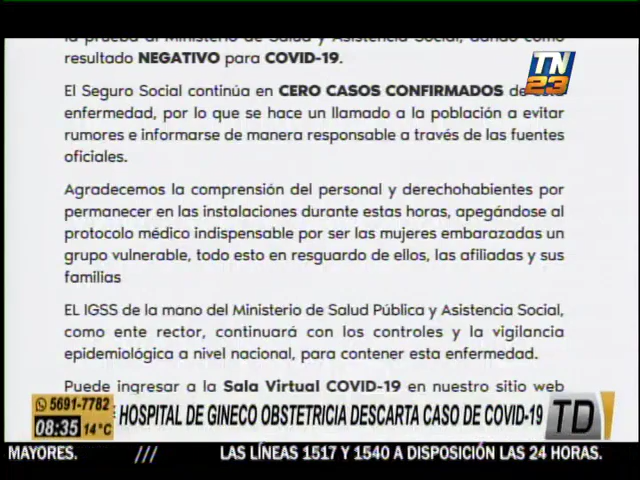 la prueba al Ministerio de Salud y Asistencia Social, dando como
resultado NEGATIVO para COVID-19.
TN
23
El Seguro Social continúa en CERO CASOS CONFIRMADOS de
enfermedad, por lo que se hace un llamado a la población a evitar
rumores e informarse de manera responsable a través de las fuentes
oficiales.
Agradecemos la comprensión del personal y derechohabientes por
permanecer en las instalaciones durante estas horas, apegándose al
protocolo médico indispensable por ser las mujeres embarazadas un
grupo vulnerable, todo esto en resguardo de ellos, las afiliadas y sus
familias
EL IGSS de la mano del Ministerio de Salud Pública y Asistencia Social,
como ente rector, continuará con los controles y la vigilancia
epidemiológica a nivel nacional, para contener esta enfermedad.
Puede ingresar a la Sala Virtual COVID-19 en nuestro sitio web
5691-7782
08:35 14°C
HOSPITAL DE GINECO OBSTETRICIA DESCARTA CASO DE COVID-19
TD
MAYORES. /// LAS LÍNEAS 1517 Y 1540 A DISPOSICIÓN LAS 24 HORAS.